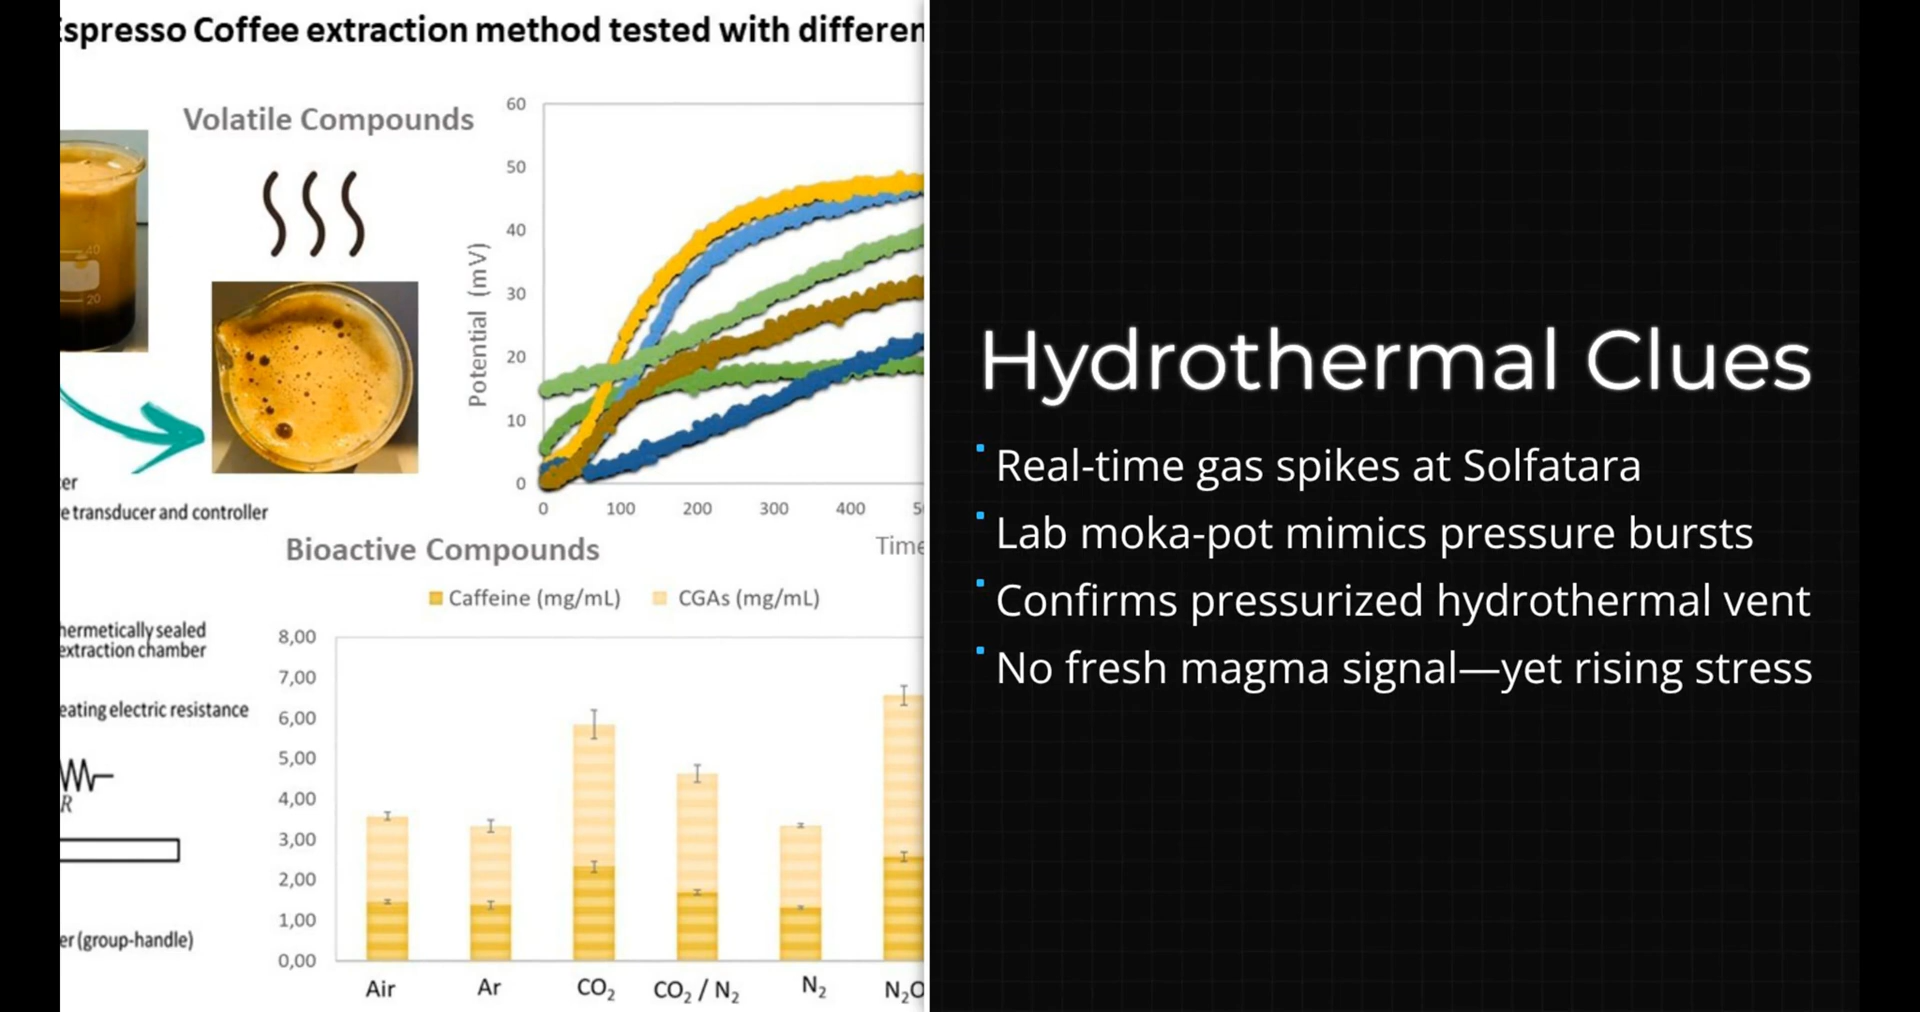 Espresso Coffee extraction method tested with differen
Volatile Compounds
60
50
40
30
20
10
0
Potential (mV)
0 100 200 300 400 50
Time
40
20
er
e transducer and controller
hermetically sealed
extraction chamber
eating electric resistance
R
er (group-handle)
Bioactive Compounds
Caffeine (mg/mL) CGAs (mg/mL)
8,00
7,00
6,00
5,00
4,00
3,00
2,00
1,00
0,00
Air Ar CO₂ CO₂ / N₂ N₂ N₂O
Hydrothermal Clues
Real-time gas spikes at Solfatara
Lab moka-pot mimics pressure bursts
Confirms pressurized hydrothermal vent
No fresh magma signal—yet rising stress